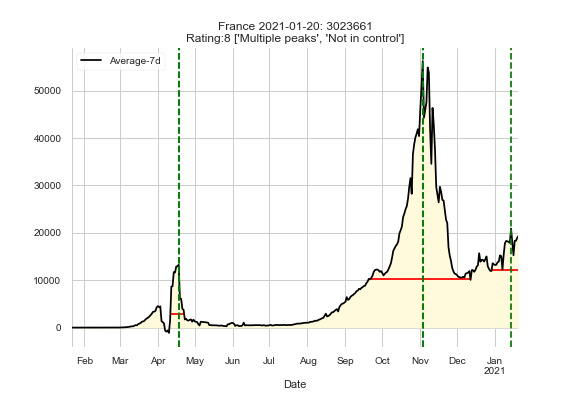 France 2021-01-20: 3023661
Rating:8 ['Multiple peaks', 'Not in control']
Average-7d
50000
40000
30000
20000
10000
0
Feb Mar Apr May Jun Jul Aug Sep Oct Nov Dec Jan
2021
Date